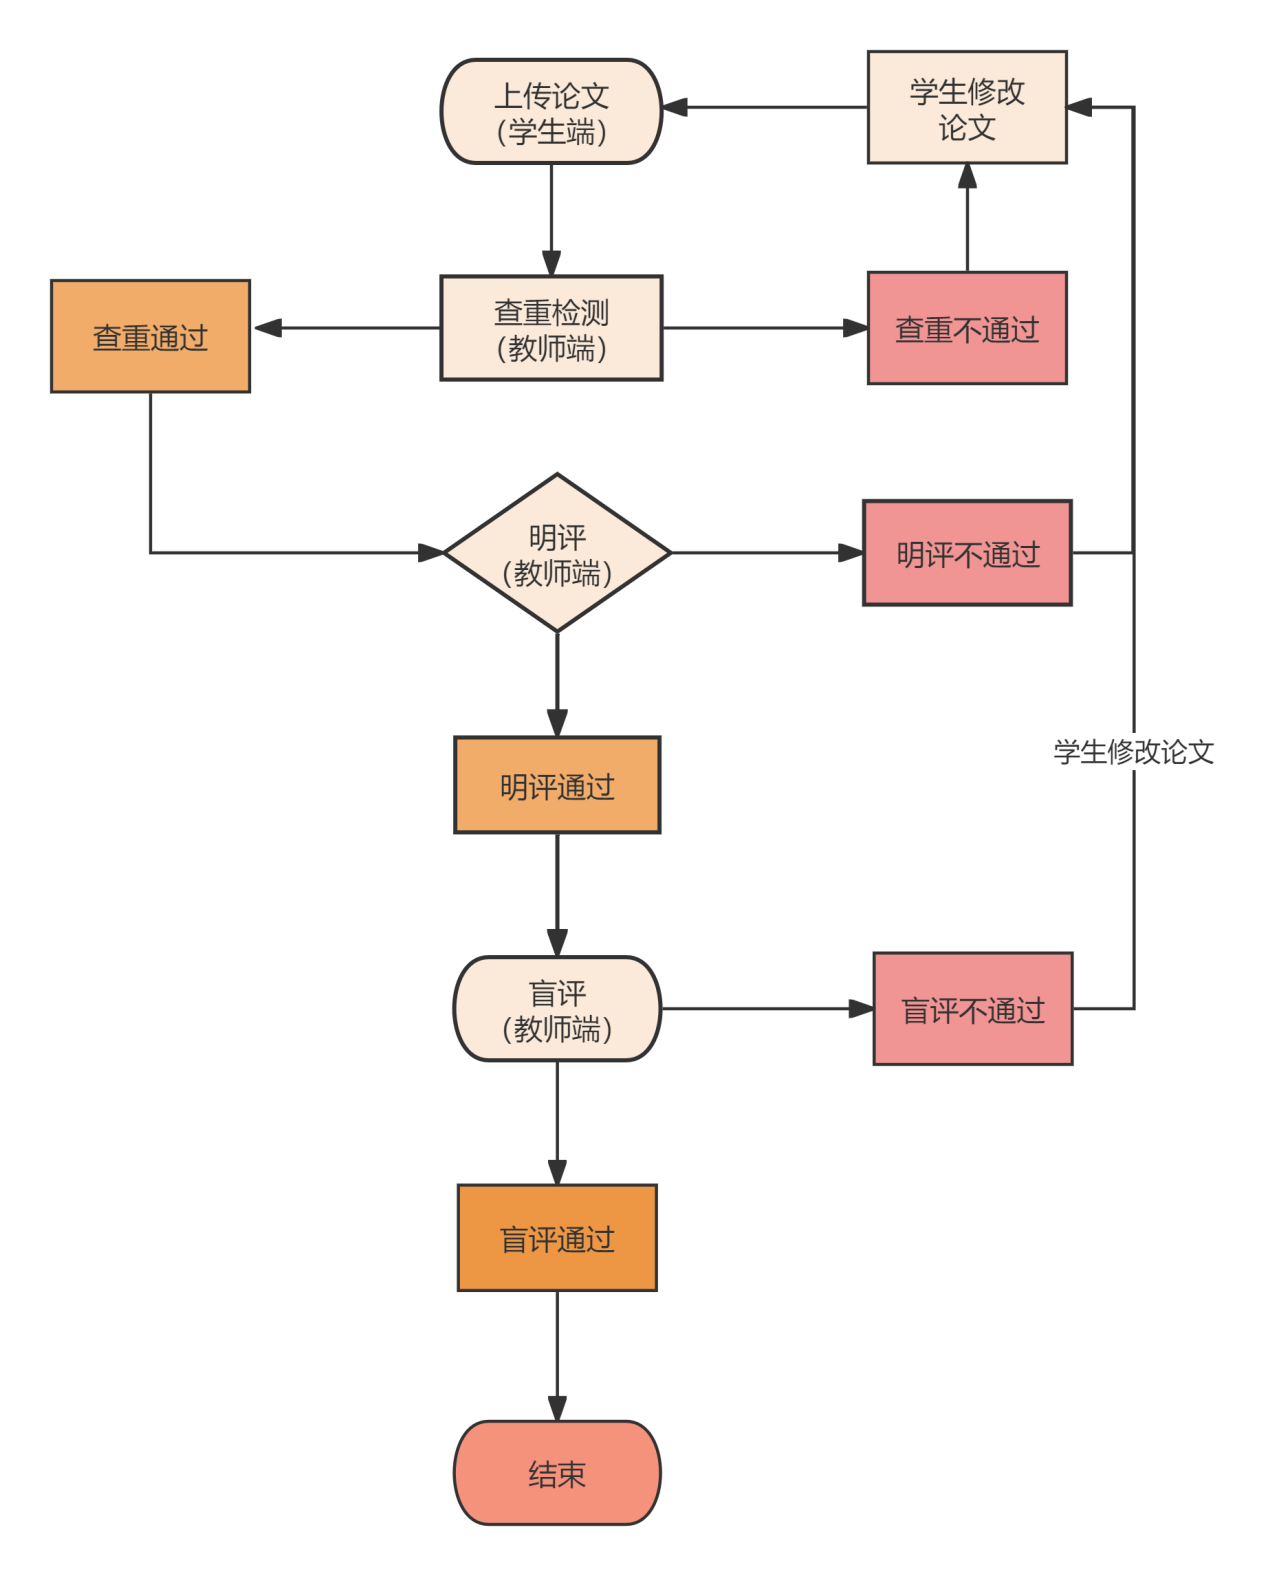 上传论文
（学生端）
学生修改
论文
查重通过
查重检测
（教师端）
查重不通过
明评
（教师端）
明评不通过
学生修改论文
明评通过
盲评
（教师端）
盲评不通过
盲评通过
结束